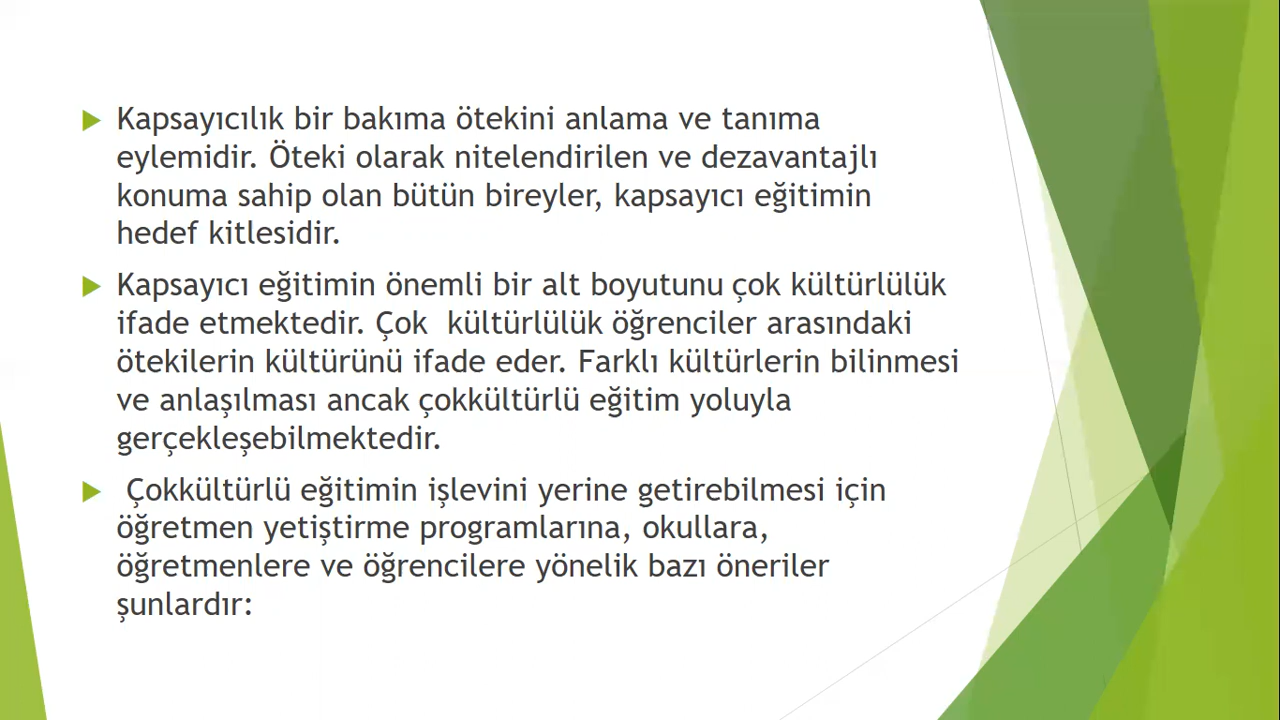 Kapsayıcılık bir bakıma ötekini anlama ve tanıma
eylemidir. Öteki olarak nitelendirilen ve dezavantajlı
konuma sahip olan bütün bireyler, kapsayıcı eğitimin
hedef kitlesidir.
Kapsayıcı eğitimin önemli bir alt boyutunu çok kültürlülük
ifade etmektedir. Çok  kültürlülük öğrenciler arasındaki
ötekilerin kültürünü ifade eder. Farklı kültürlerin bilinmesi
ve anlaşılması ancak çokkültürlü eğitim yoluyla
gerçekleşebilmektedir.
Çokkültürlü eğitimin işlevini yerine getirebilmesi için
öğretmen yetiştirme programlarına, okullara,
öğretmenlere ve öğrencilere yönelik bazı öneriler
şunlardır: